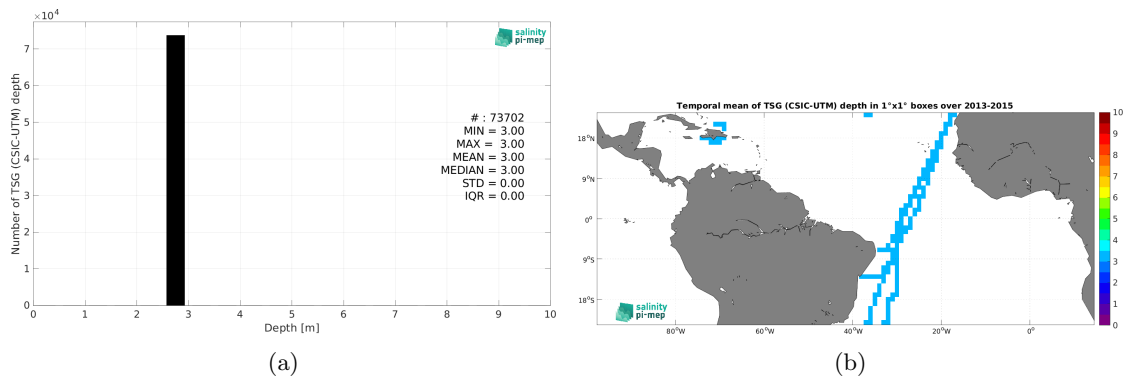 ×10⁴
7
6
5
4
3
2
1
0
Number of TSG (CSIC-UTM) depth
0 1 2 3 4 5 6 7 8 9 10
Depth [m]
salinity
pi-mep
# : 73702
MIN = 3.00
MAX = 3.00
MEAN = 3.00
MEDIAN = 3.00
STD = 0.00
IQR = 0.00
(a)
Temporal mean of TSG (CSIC-UTM) depth in 1°x1° boxes over 2013-2015
18°N
9°N
0°
9°S
18°S
80°W 60°W 40°W 20°W 0°
salinity
pi-mep
10
9
8
7
6
5
4
3
2
1
0
(b)